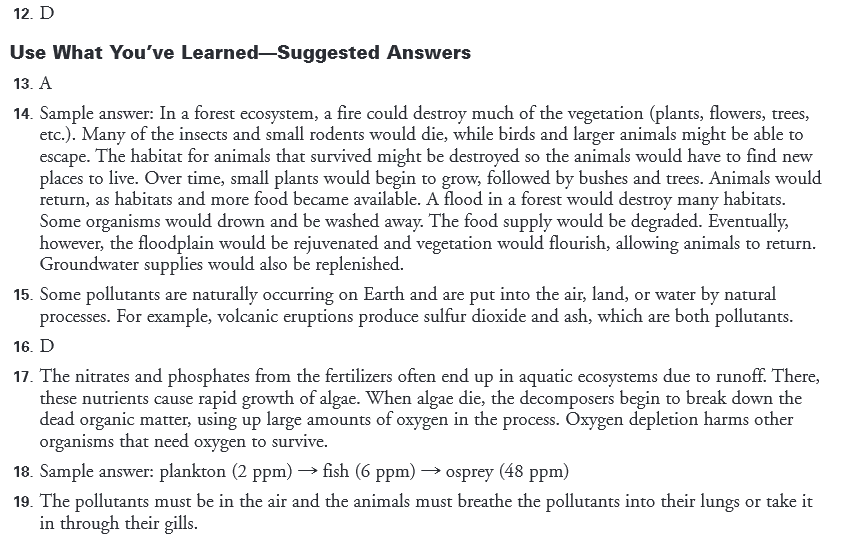 12. D
Use What You've Learned—Suggested Answers
13. A
14. Sample answer: In a forest ecosystem, a fire could destroy much of the vegetation (plants, flowers, trees,
etc.). Many of the insects and small rodents would die, while birds and larger animals might be able to
escape. The habitat for animals that survived might be destroyed so the animals would have to find new
places to live. Over time, small plants would begin to grow, followed by bushes and trees. Animals would
return, as habitats and more food became available. A flood in a forest would destroy many habitats.
Some organisms would drown and be washed away. The food supply would be degraded. Eventually,
however, the floodplain would be rejuvenated and vegetation would flourish, allowing animals to return.
Groundwater supplies would also be replenished.
15. Some pollutants are naturally occurring on Earth and are put into the air, land, or water by natural
processes. For example, volcanic eruptions produce sulfur dioxide and ash, which are both pollutants.
16. D
17. The nitrates and phosphates from the fertilizers often end up in aquatic ecosystems due to runoff. There,
these nutrients cause rapid growth of algae. When algae die, the decomposers begin to break down the
dead organic matter, using up large amounts of oxygen in the process. Oxygen depletion harms other
organisms that need oxygen to survive.
18. Sample answer: plankton (2 ppm) → fish (6 ppm) → osprey (48 ppm)
19. The pollutants must be in the air and the animals must breathe the pollutants into their lungs or take it
in through their gills.